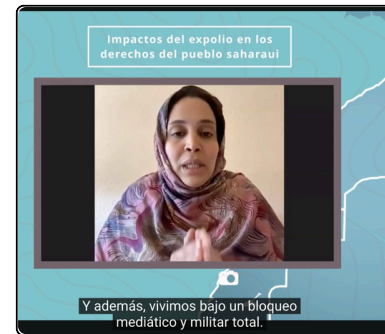 Impactos del expolio en los
derechos del pueblo saharaui
Y además, vivimos bajo un bloqueo
mediático y militar total.